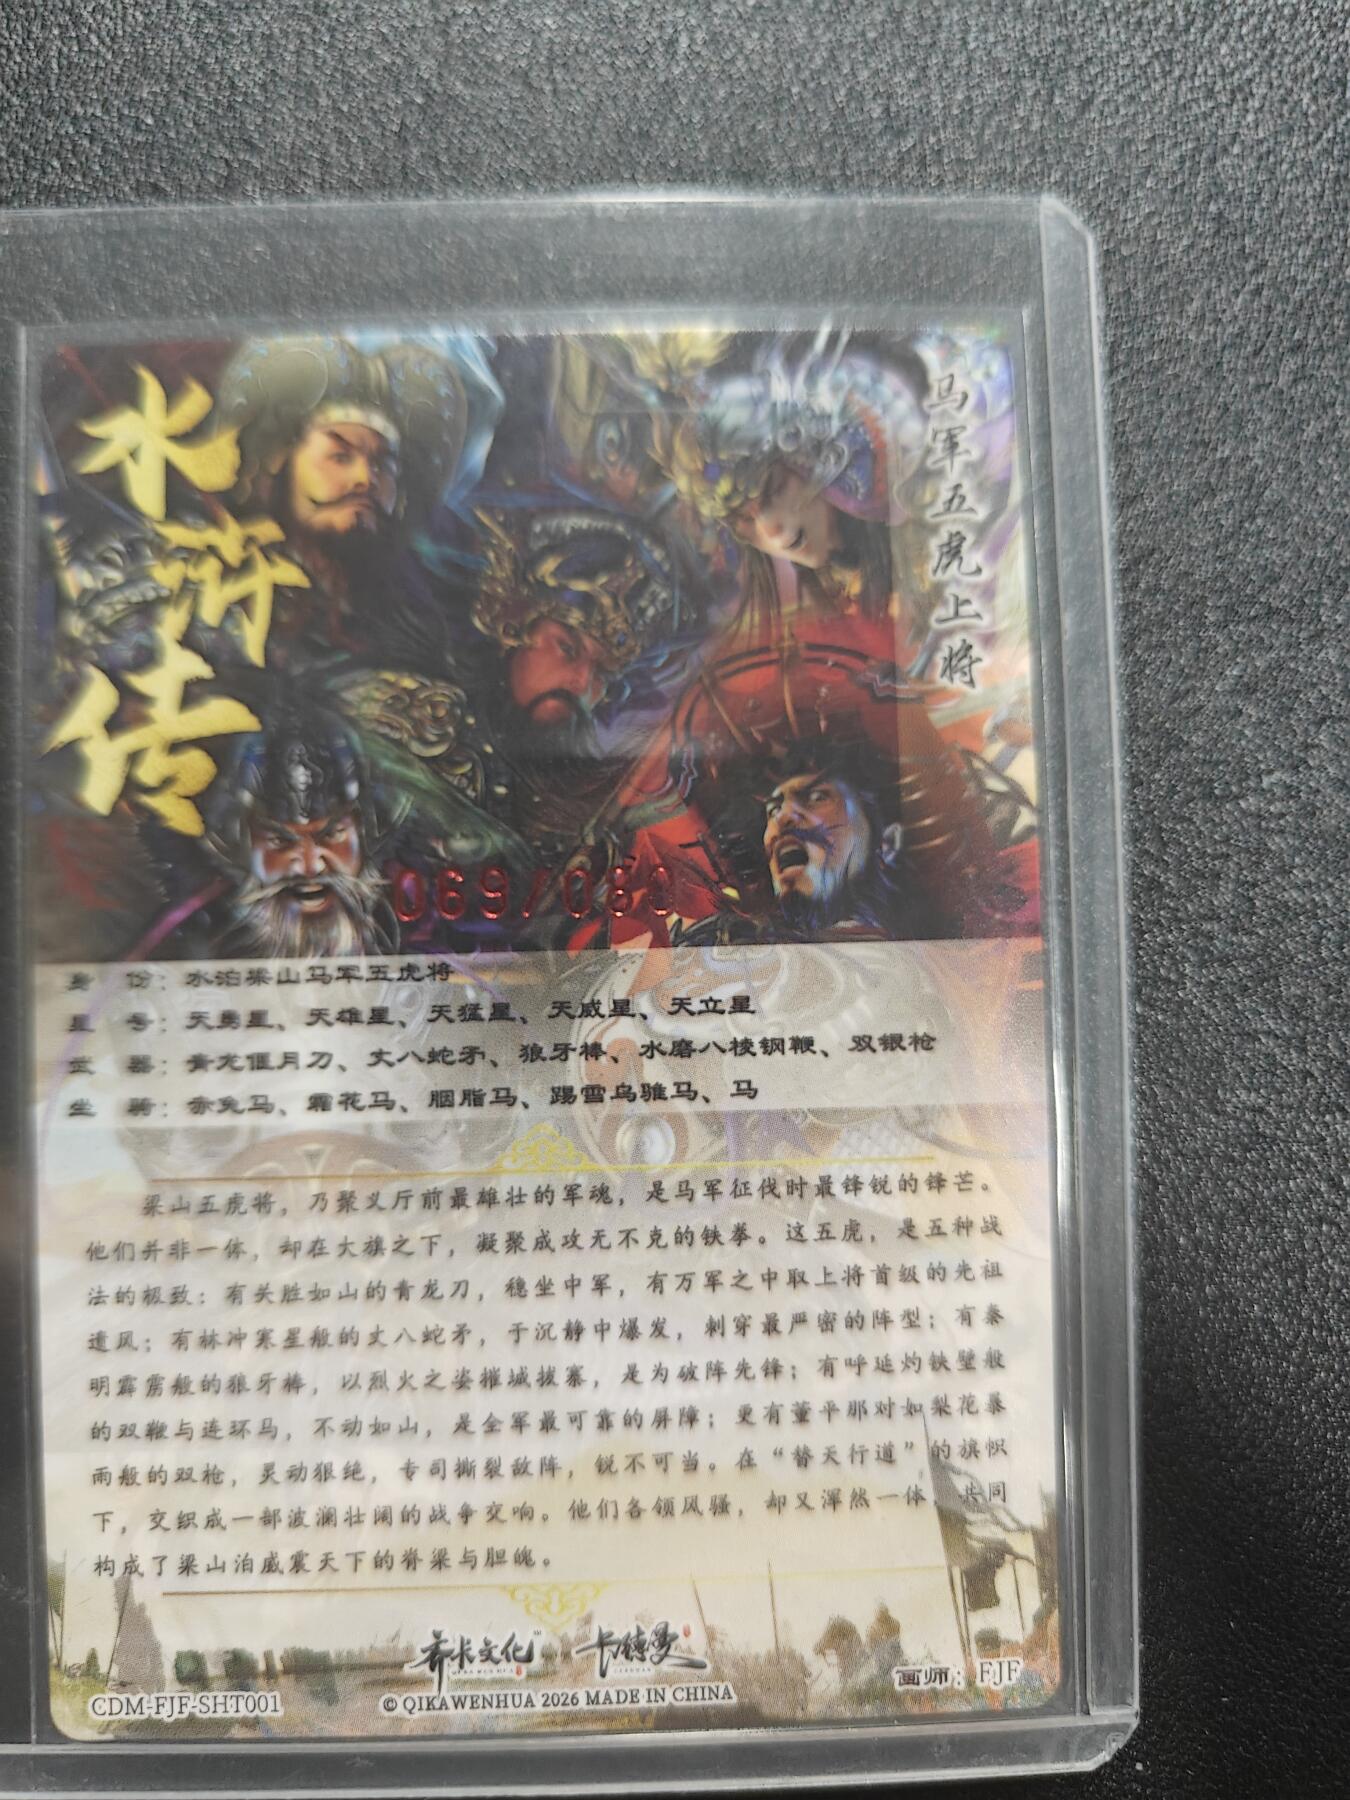 水浒传
马军五虎上将
069/080
身 份：水泊梁山马军五虎将
星 号：天勇星、天雄星、天猛星、天威星、天立星
武 器：青龙偃月刀、丈八蛇矛、狼牙棒、水磨八棱钢鞭、双银枪
坐 骑：赤兔马、霜花马、胭脂马、踢雪乌骓马、马
梁山五虎将，乃聚义厅前最雄壮的军魂，是马军征伐时最锋锐的锋芒。
他们并非一体，却在大旗之下，凝聚成攻无不克的铁拳。这五虎，是五种战
法的极致：有关胜如山的青龙刀，稳坐中军，有万军之中取上将首级的先祖
遗风；有林冲寒星般的丈八蛇矛，于沉静中爆发，刺穿最严密的阵型；有秦
明霹雳般的狼牙棒，以烈火之姿摧城拔寨，是为破阵先锋；有呼延灼铁壁般
的双鞭与连环马，不动如山，是全军最可靠的屏障；更有董平那对如梨花暴
雨般的双枪，灵动狠绝，专司撕裂敌阵，锐不可当。在“替天行道”的旗帜
下，交织成一部波澜壮阔的战争交响。他们各领风骚，却又浑然一体，共同
构成了梁山泊威震天下的脊梁与胆魄。
齐卡文化 卡德曼
CDM-FJF-SHT001
© QIKAWENHUA 2026 MADE IN CHINA
画师：FJF